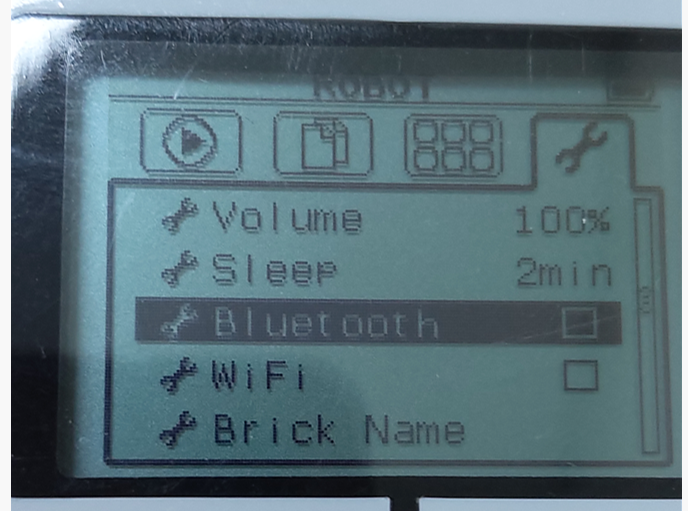 ROBOT
Volume 100%
Sleep 2min
Bluetooth
WiFi
Brick Name